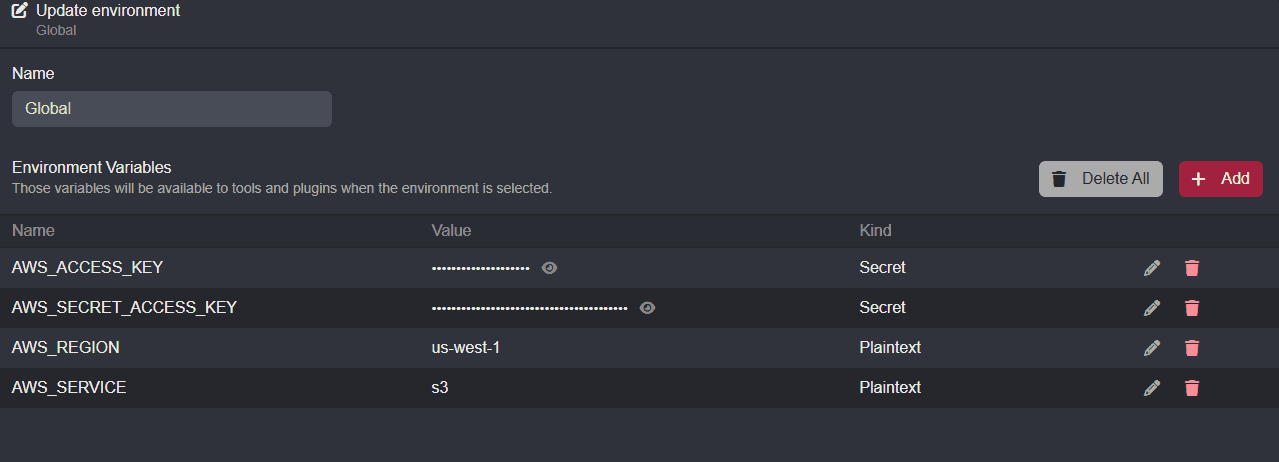 Update environment
Global
Name
Global
Environment Variables
Those variables will be available to tools and plugins when the environment is selected.
Delete All
Add
Name Value Kind
AWS_ACCESS_KEY •••••••••••••••••••• Secret
AWS_SECRET_ACCESS_KEY •••••••••••••••••••••••••••••••••••••••• Secret
AWS_REGION us-west-1 Plaintext
AWS_SERVICE s3 Plaintext